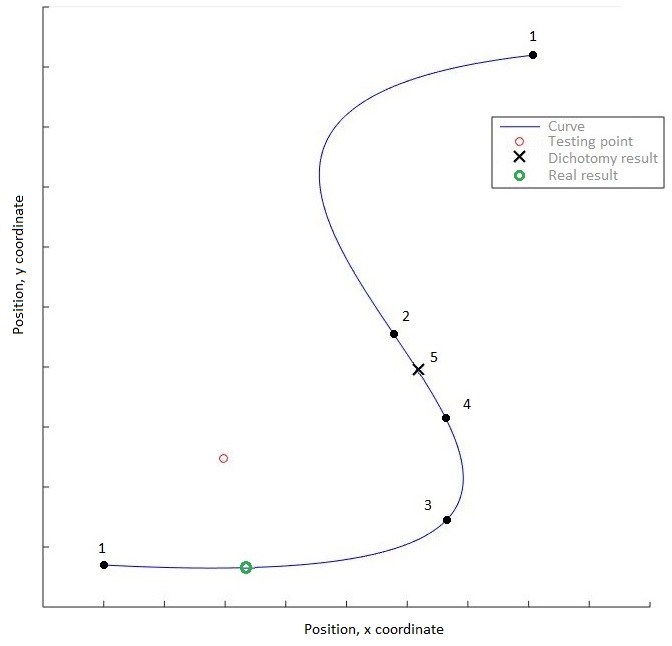 1
Curve
Testing point
Dichotomy result
Real result
Position, y coordinate
2
5
4
3
1
Position, x coordinate